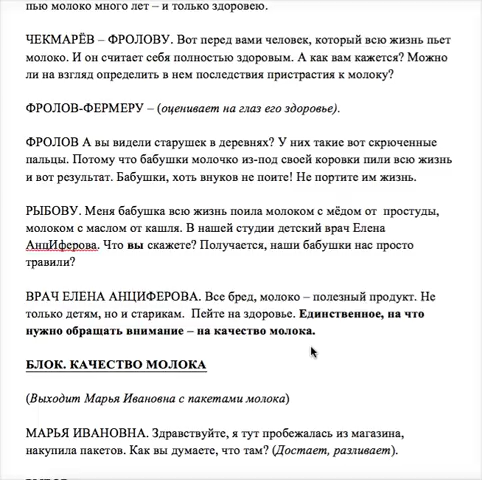 пью молоко много лет – и только здоровею.
ЧЕКМАРЁВ – ФРОЛОВУ. Вот перед вами человек, который всю жизнь пьет
молоко. И он считает себя полностью здоровым. А как вам кажется? Можно
ли на взгляд определить в нем последствия пристрастия к молоку?
ФРОЛОВ-ФЕРМЕРУ – (оценивает на глаз его здоровье).
ФРОЛОВ А вы видели старушек в деревнях? У них такие вот скрюченные
пальцы. Потому что бабушки молочко из-под своей коровки пили всю жизнь
и вот результат. Бабушки, хоть внуков не поите! Не портите им жизнь.
РЫБОВУ. Меня бабушка всю жизнь поила молоком с мёдом от простуды,
молоком с маслом от кашля. В нашей студии детский врач Елена
АнцИферова. Что вы скажете? Получается, наши бабушки нас просто
травили?
ВРАЧ ЕЛЕНА АНЦИФЕРОВА. Все бред, молоко – полезный продукт. Не
только детям, но и старикам. Пейте на здоровье. Единственное, на что
нужно обращать внимание – на качество молока.
БЛОК. КАЧЕСТВО МОЛОКА
(Выходит Марья Ивановна с пакетами молока)
МАРЬЯ ИВАНОВНА. Здравствуйте, я тут пробежалась из магазина,
накупила пакетов. Как вы думаете, что там? (Достает, разливает).